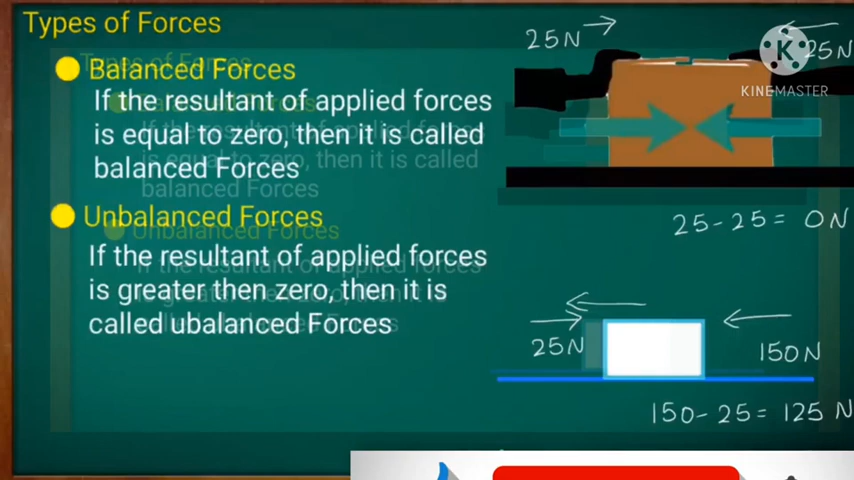 Types of Forces
Balanced Forces
If the resultant of applied forces
is equal to zero, then it is called
balanced Forces
Unbalanced Forces
If the resultant of applied forces
is greater then zero, then it is
called ubalanced Forces
25N
25N
KINEMASTER
25-25= 0N
25N
150N
150-25= 125 N